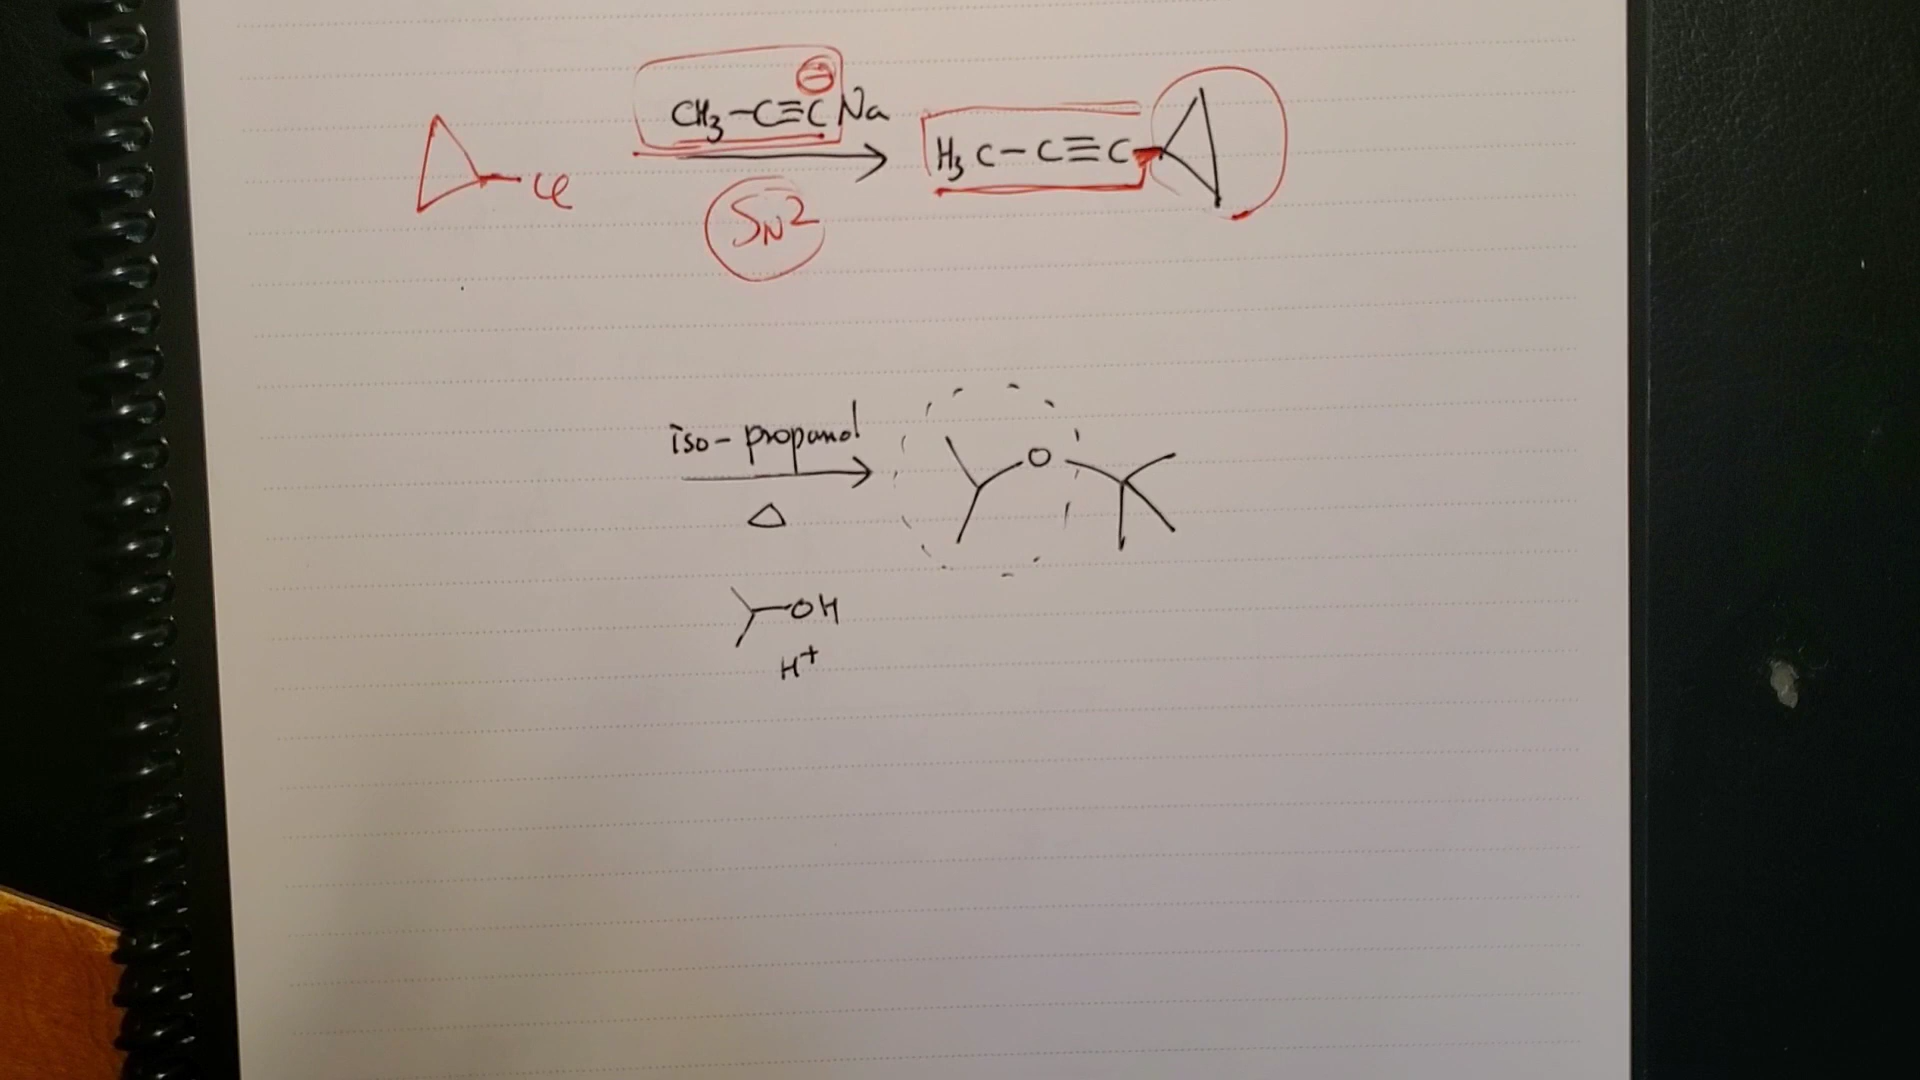 CH₃-C≡C⊖Na
Cl
H₃C-C≡C
SN2
iso-propanol
O
△
OH
H⁺